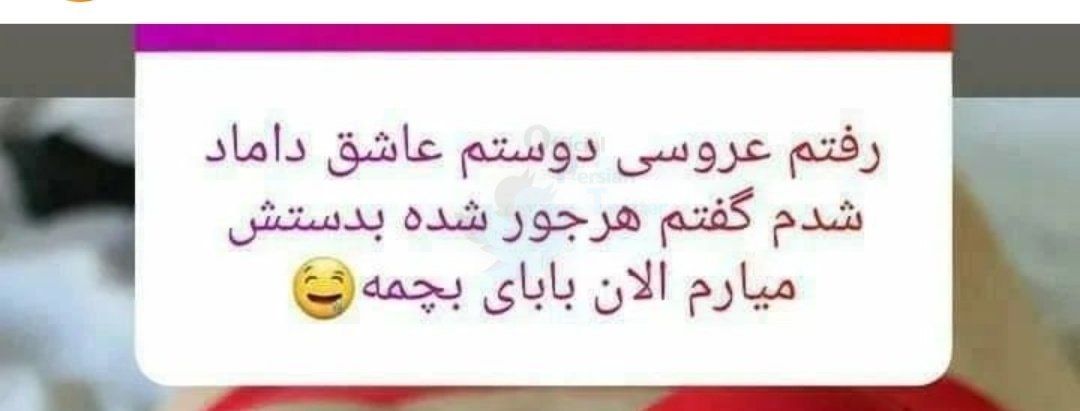 رفتم عروسی دوستم عاشق داماد
شدم گفتم هرجور شده بدستش
میارم الان بابای بچمه😉